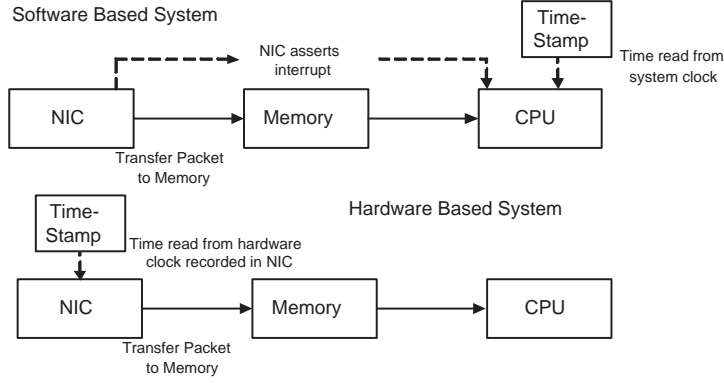 Software Based System
Time-
Stamp
NIC asserts
interrupt
Time read from
system clock
NIC
Memory
CPU
Transfer Packet
to Memory
Time-
Stamp
Hardware Based System
Time read from hardware
clock recorded in NIC
NIC
Memory
CPU
Transfer Packet
to Memory